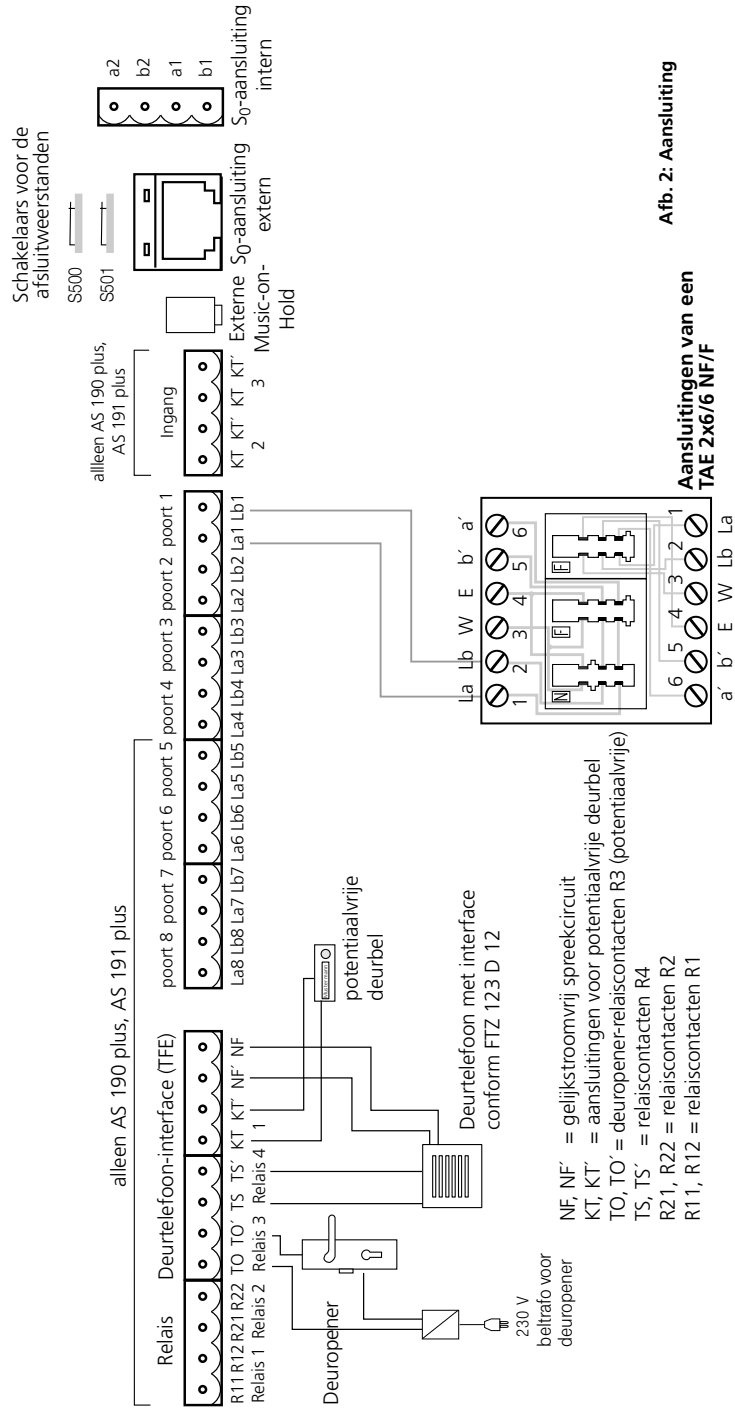 alleen AS 190 plus, AS 191 plus
Relais
Deurtelefoon-interface (TFE)
poort 8 poort 7 poort 6 poort 5 poort 4 poort 3 poort 2 poort 1
allleen AS 190 plus,
AS 191 plus
Ingang
Schakelaars voor de
afsluitweerstanden
S500
S501
R11 R12 R21 R22 TO TO´ TS TS´ KT KT´ NF´ NF
Relais 1 Relais 2 Relais 3 Relais 4 1
La8 Lb8 La7 Lb7 La6 Lb6 La5 Lb5 La4 Lb4 La3 Lb3 La2 Lb2 La1 Lb1
KT KT´ KT KT´
2 3
Externe
Music-on-
Hold
S0-aansluiting
extern
a2
b2
a1
b1
S0-aansluiting
intern
Deuropener
230 V
beltrafo voor
deuropener
Mustermann
potentiaalvrije
deurbel
Deurtelefoon met interface
conform FTZ 123 D 12
NF, NF´ = gelijkstroomvrij spreekcircuit
KT, KT´ = aansluitingen voor potentiaalvrije deurbel
TO, TO´ = deuropener-relaiscontacten R3 (potentiaalvrije)
TS, TS´ = relaiscontacten R4
R21, R22 = relaiscontacten R2
R11, R12 = relaiscontacten R1
La Lb W E b´ a´
1 2 3 4 5 6
N F F
6 5 4 3 2 1
a´ b´ E W Lb La
Aansluitingen van een
TAE 2x6/6 NF/F
Afb. 2: Aansluiting